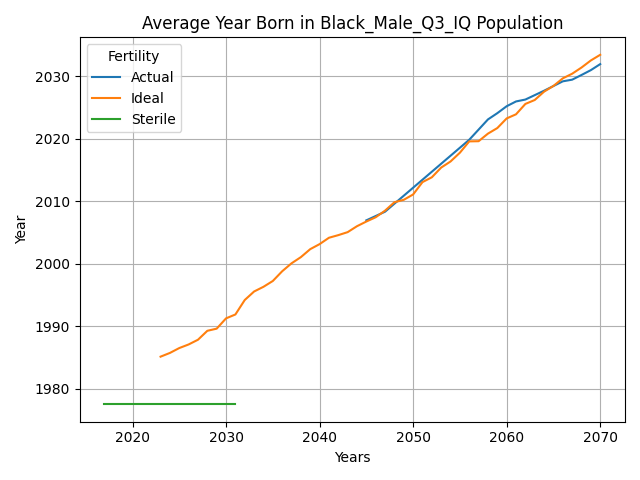 Average Year Born in Black_Male_Q3_IQ Population
Fertility
Actual
Ideal
Sterile
2030
2020
2010
2000
1990
1980
Year
2020 2030 2040 2050 2060 2070
Years